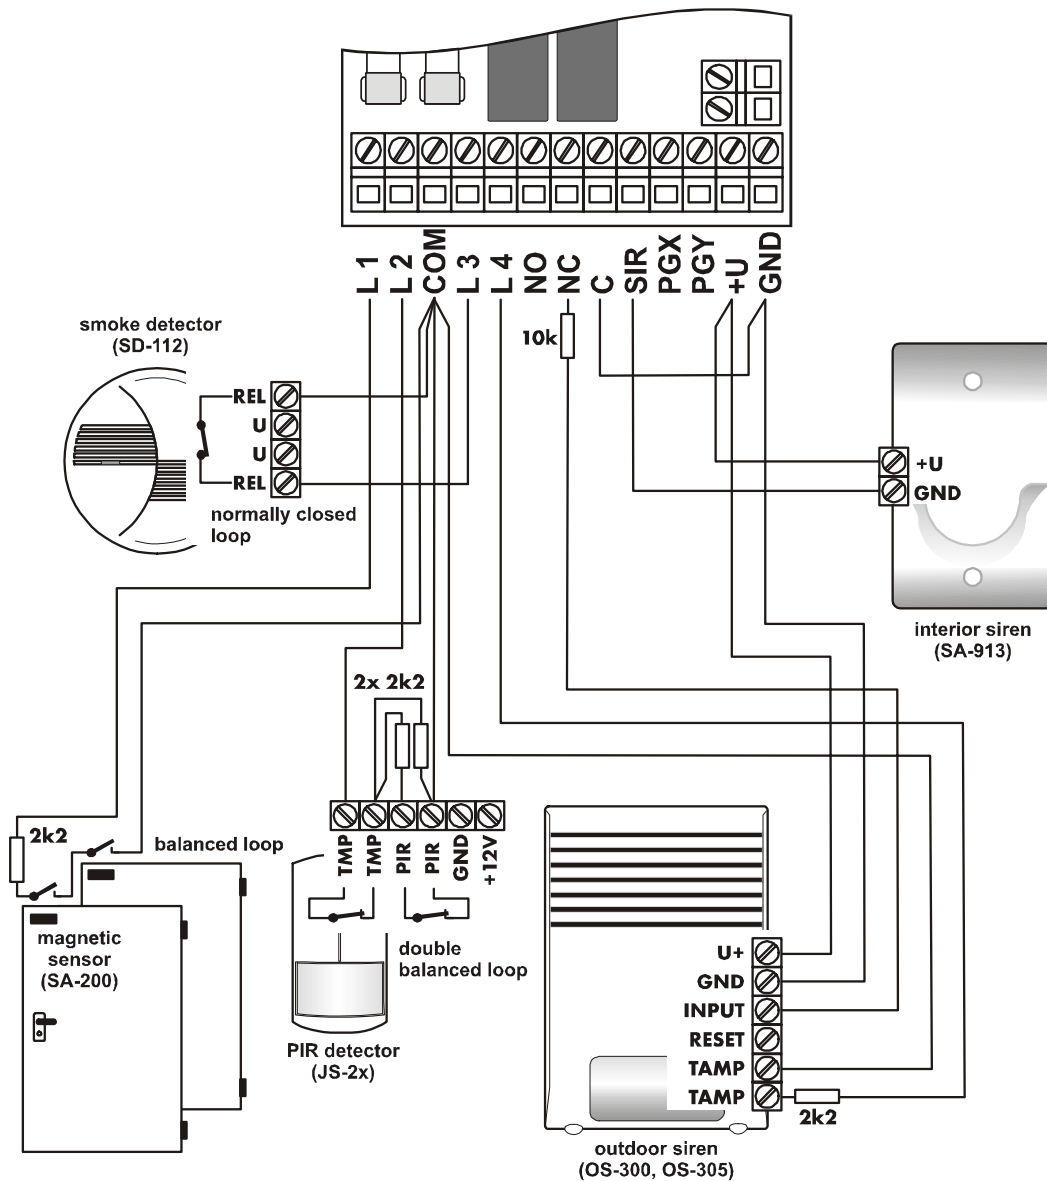 L 1
L 2
COM
L 3
L 4
NO
NC
C
SIR
PGX
PGY
+U
GND
smoke detector
(SD-112)
10k
REL
U
U
REL
normally closed
loop
+U
GND
interior siren
(SA-913)
2x 2k2
2k2
balanced loop
TMP
TMP
PIR
PIR
GND
+12V
magnetic
sensor
(SA-200)
double
balanced loop
PIR detector
(JS-2x)
U+
GND
INPUT
RESET
TAMP
TAMP
2k2
outdoor siren
(OS-300, OS-305)